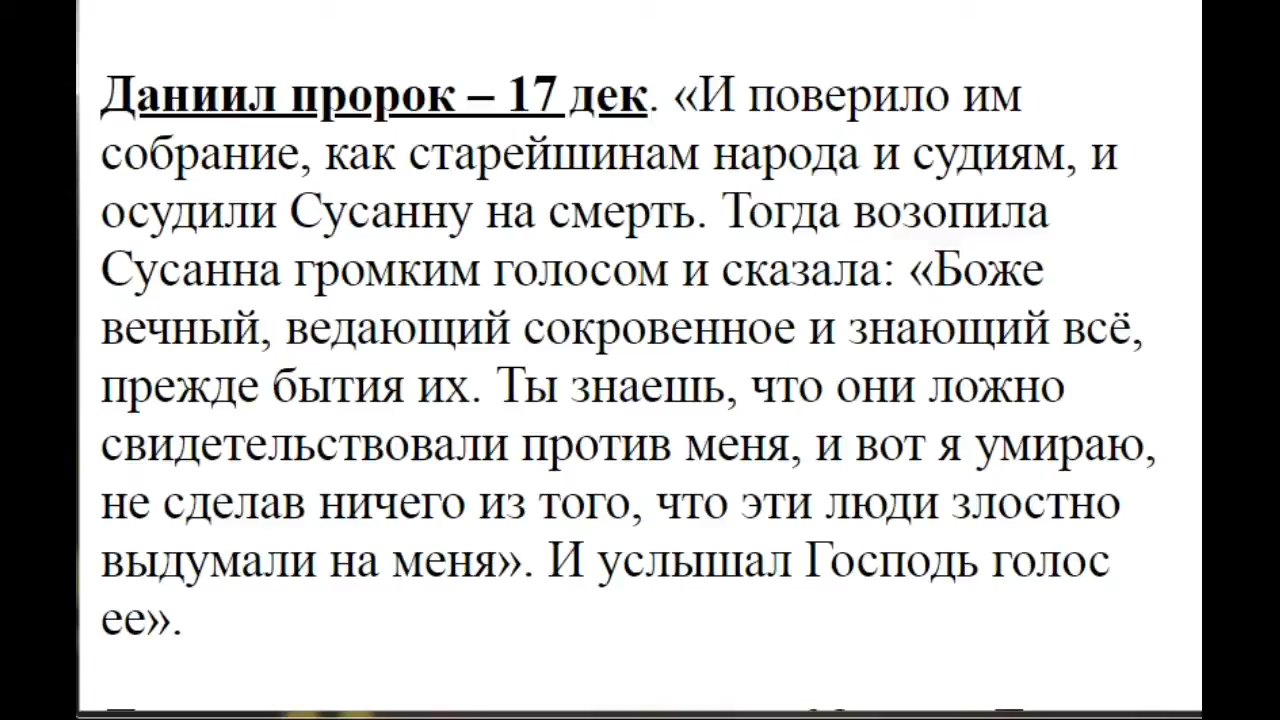 Даниил пророк – 17 дек. «И поверило им
собрание, как старейшинам народа и судиям, и
осудили Сусанну на смерть. Тогда возопила
Сусанна громким голосом и сказала: «Боже
вечный, ведающий сокровенное и знающий всё,
прежде бытия их. Ты знаешь, что они ложно
свидетельствовали против меня, и вот я умираю,
не сделав ничего из того, что эти люди злостно
выдумали на меня». И услышал Господь голос
ее».